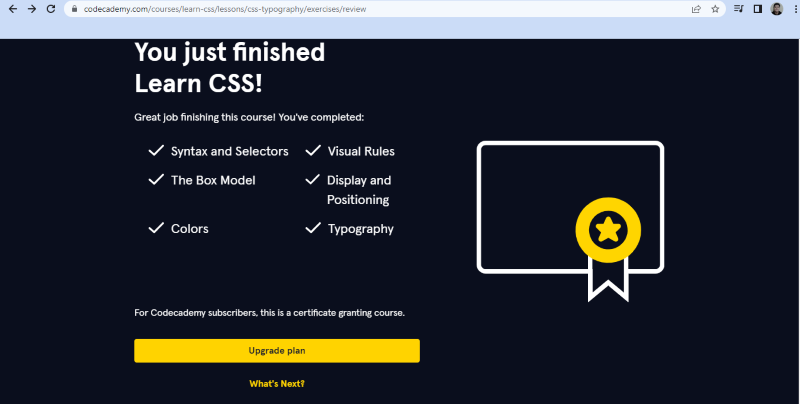 codecademy.com/courses/learn-css/lessons/css-typography/exercises/review
You just finished
Learn CSS!
Great job finishing this course! You've completed:
Syntax and Selectors
Visual Rules
The Box Model
Display and
Positioning
Colors
Typography
For Codecademy subscribers, this is a certificate granting course.
Upgrade plan
What's Next?